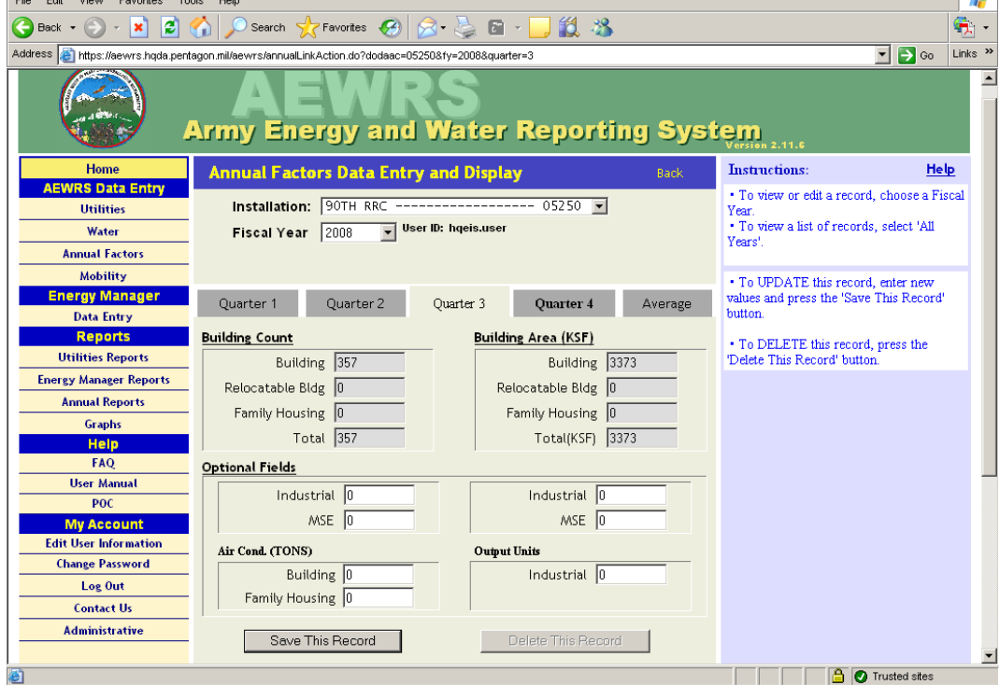 File Edit View Favorites Tools Help
Back Search Favorites
Address https://aewrs.hqda.pentagon.mil/aewrs/annualLinkAction.do?dodaac=05250&fy=2008&quarter=3 Go Links »
AEWRS
Army Energy and Water Reporting System
Version 2.11.6
Home
AEWRS Data Entry
Utilities
Water
Annual Factors
Mobility
Energy Manager
Data Entry
Reports
Utilities Reports
Energy Manager Reports
Annual Reports
Graphs
Help
FAQ
User Manual
POC
My Account
Edit User Information
Change Password
Log Out
Contact Us
Administrative
Annual Factors Data Entry and Display Back
Installation: 90TH RRC ------------------ 05250
Fiscal Year 2008 User ID: hqeis.user
Quarter 1 Quarter 2 Quarter 3 Quarter 4 Average
Building Count Building Area (KSF)
Building 357 Building 3373
Relocatable Bldg 0 Relocatable Bldg 0
Family Housing 0 Family Housing 0
Total 357 Total(KSF) 3373
Optional Fields
Industrial 0 Industrial 0
MSE 0 MSE 0
Air Cond. (TONS) Output Units
Building 0 Industrial 0
Family Housing 0
Save This Record Delete This Record
Instructions: Help
• To view or edit a record, choose a Fiscal
Year.
• To view a list of records, select 'All
Years'.
• To UPDATE this record, enter new
values and press the 'Save This Record'
button.
• To DELETE this record, press the
'Delete This Record' button.
Trusted sites